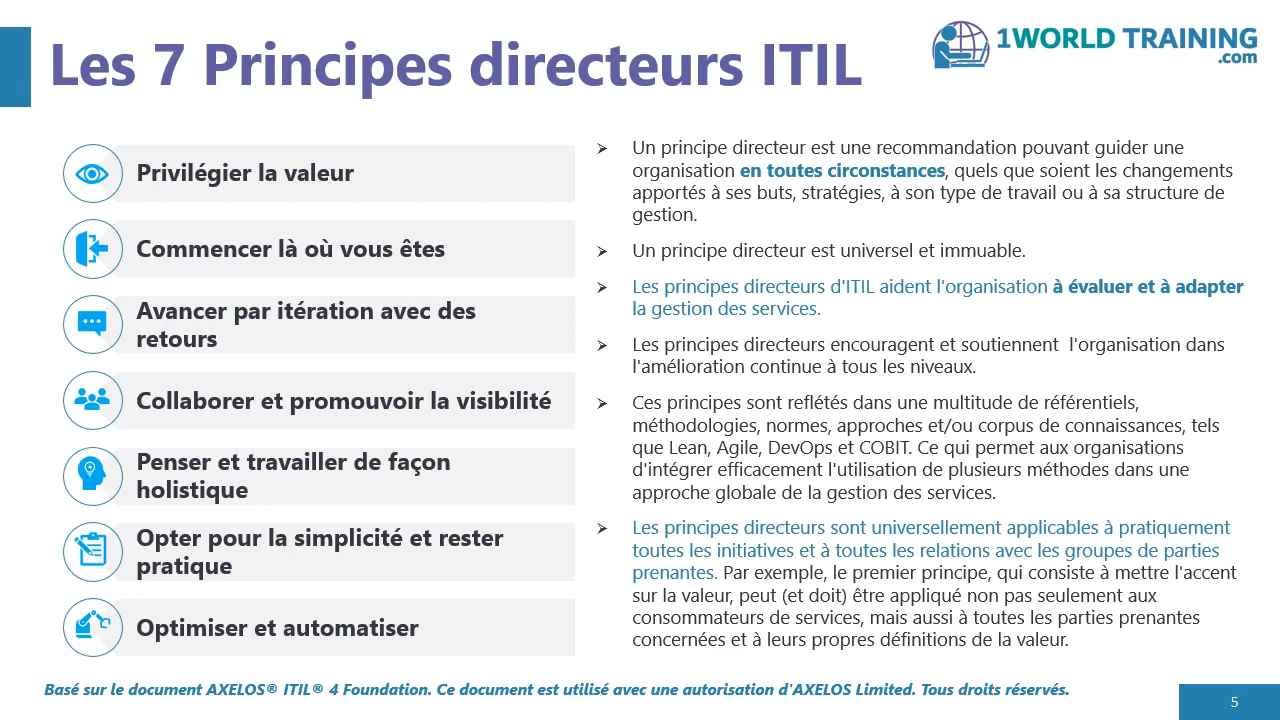 Les 7 Principes directeurs ITIL
1WORLD TRAINING
.com
Privilégier la valeur
Commencer là où vous êtes
Avancer par itération avec des
retours
Collaborer et promouvoir la visibilité
Penser et travailler de façon
holistique
Opter pour la simplicité et rester
pratique
Optimiser et automatiser
Un principe directeur est une recommandation pouvant guider une
organisation en toutes circonstances, quels que soient les changements
apportés à ses buts, stratégies, à son type de travail ou à sa structure de
gestion.
Un principe directeur est universel et immuable.
Les principes directeurs d'ITIL aident l'organisation à évaluer et à adapter
la gestion des services.
Les principes directeurs encouragent et soutiennent  l'organisation dans
l'amélioration continue à tous les niveaux.
Ces principes sont reflétés dans une multitude de référentiels,
méthodologies, normes, approches et/ou corpus de connaissances, tels
que Lean, Agile, DevOps et COBIT. Ce qui permet aux organisations
d'intégrer efficacement l'utilisation de plusieurs méthodes dans une
approche globale de la gestion des services.
Les principes directeurs sont universellement applicables à pratiquement
toutes les initiatives et à toutes les relations avec les groupes de parties
prenantes. Par exemple, le premier principe, qui consiste à mettre l'accent
sur la valeur, peut (et doit) être appliqué non pas seulement aux
consommateurs de services, mais aussi à toutes les parties prenantes
concernées et à leurs propres définitions de la valeur.
Basé sur le document AXELOS® ITIL® 4 Foundation. Ce document est utilisé avec une autorisation d'AXELOS Limited. Tous droits réservés.
5